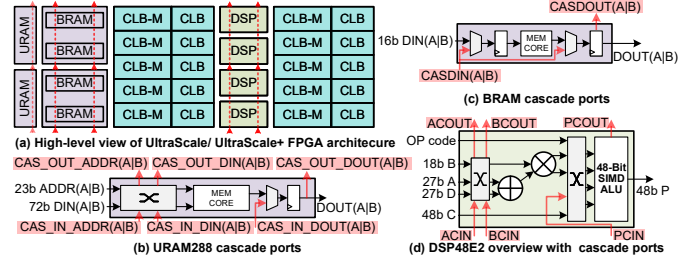 URAM
URAM
BRAM
BRAM
BRAM
BRAM
CLB-M CLB
CLB-M CLB
CLB-M CLB
CLB-M CLB
CLB-M CLB
DSP
DSP
DSP
DSP
CLB-M CLB
CLB-M CLB
CLB-M CLB
CLB-M CLB
CLB-M CLB
(a) High-level view of UltraScale/ UltraScale+ FPGA architecure
CAS_OUT_ADDR(A|B) CAS_OUT_DIN(A|B) CAS_OUT_DOUT(A|B)
23b ADDR(A|B)
72b DIN(A|B)
MEM
CORE
DOUT(A|B)
CAS_IN_ADDR(A|B) CAS_IN_DIN(A|B) CAS_IN_DOUT(A|B)
(b) URAM288 cascade ports
CASDOUT(A|B)
16b DIN(A|B)
MEM
CORE
DOUT(A|B)
CASDIN(A|B)
(c) BRAM cascade ports
ACOUT BCOUT PCOUT
OP code
18b B
27b A
27b D
48b C
48-Bit
SIMD
ALU
48b P
ACIN BCIN PCIN
(d) DSP48E2 overview with cascade ports